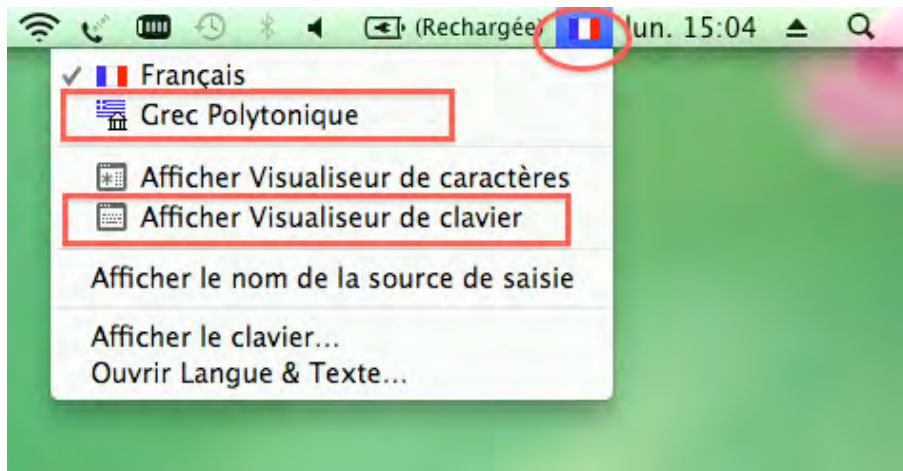 (Rechargée) lun. 15:04
Français
Grec Polytonique
Afficher Visualiseur de caractères
Afficher Visualiseur de clavier
Afficher le nom de la source de saisie
Afficher le clavier...
Ouvrir Langue & Texte...